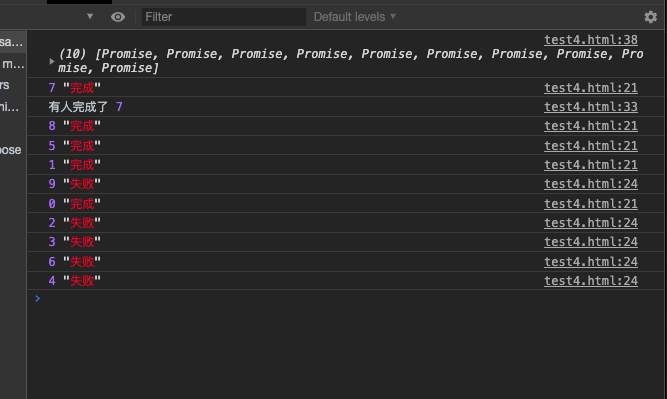 Filter
Default levels
sa…
m…
rs
ni…
oose
test4.html:38
(10) [Promise, Promise, Promise, Promise, Promise, Promise, Promise, Promise, Pro
mise, Promise]
7 "完成" test4.html:21
有人完成了 7 test4.html:33
8 "完成" test4.html:21
5 "完成" test4.html:21
1 "完成" test4.html:21
9 "失败" test4.html:24
0 "完成" test4.html:21
2 "失败" test4.html:24
3 "失败" test4.html:24
6 "失败" test4.html:24
4 "失败" test4.html:24